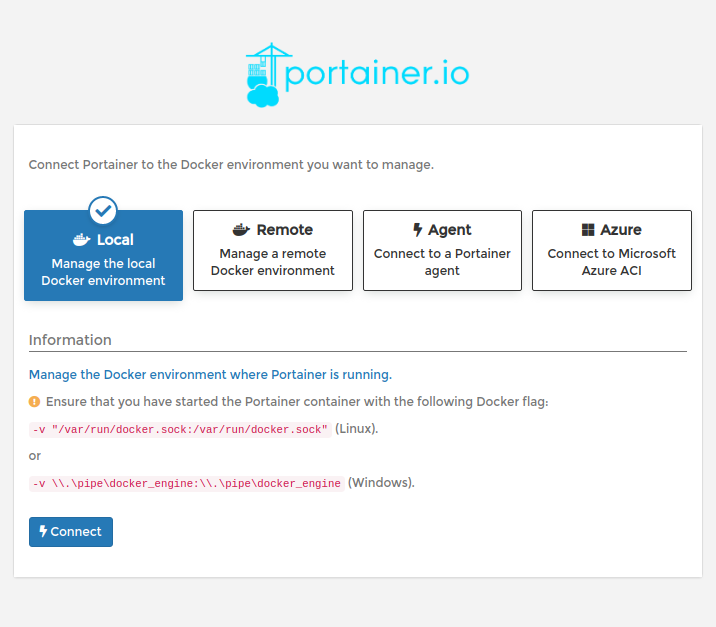 portainer.io
Connect Portainer to the Docker environment you want to manage.
Local
Manage the local
Docker environment
Remote
Manage a remote
Docker environment
Agent
Connect to a Portainer
agent
Azure
Connect to Microsoft
Azure ACI
Information
Manage the Docker environment where Portainer is running.
Ensure that you have started the Portainer container with the following Docker flag:
-v "/var/run/docker.sock:/var/run/docker.sock" (Linux).
or
-v \\.\pipe\docker_engine:\\.\pipe\docker_engine (Windows).
Connect